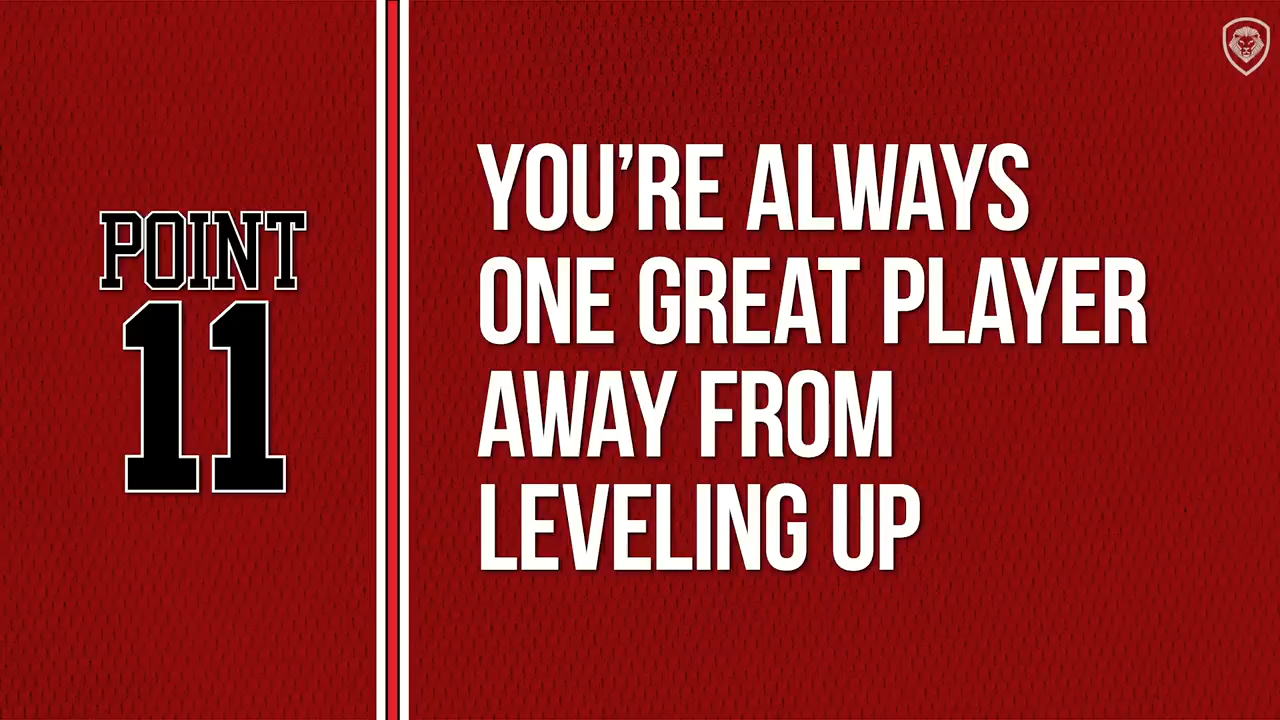 POINT
11
YOU'RE ALWAYS
ONE GREAT PLAYER
AWAY FROM
LEVELING UP